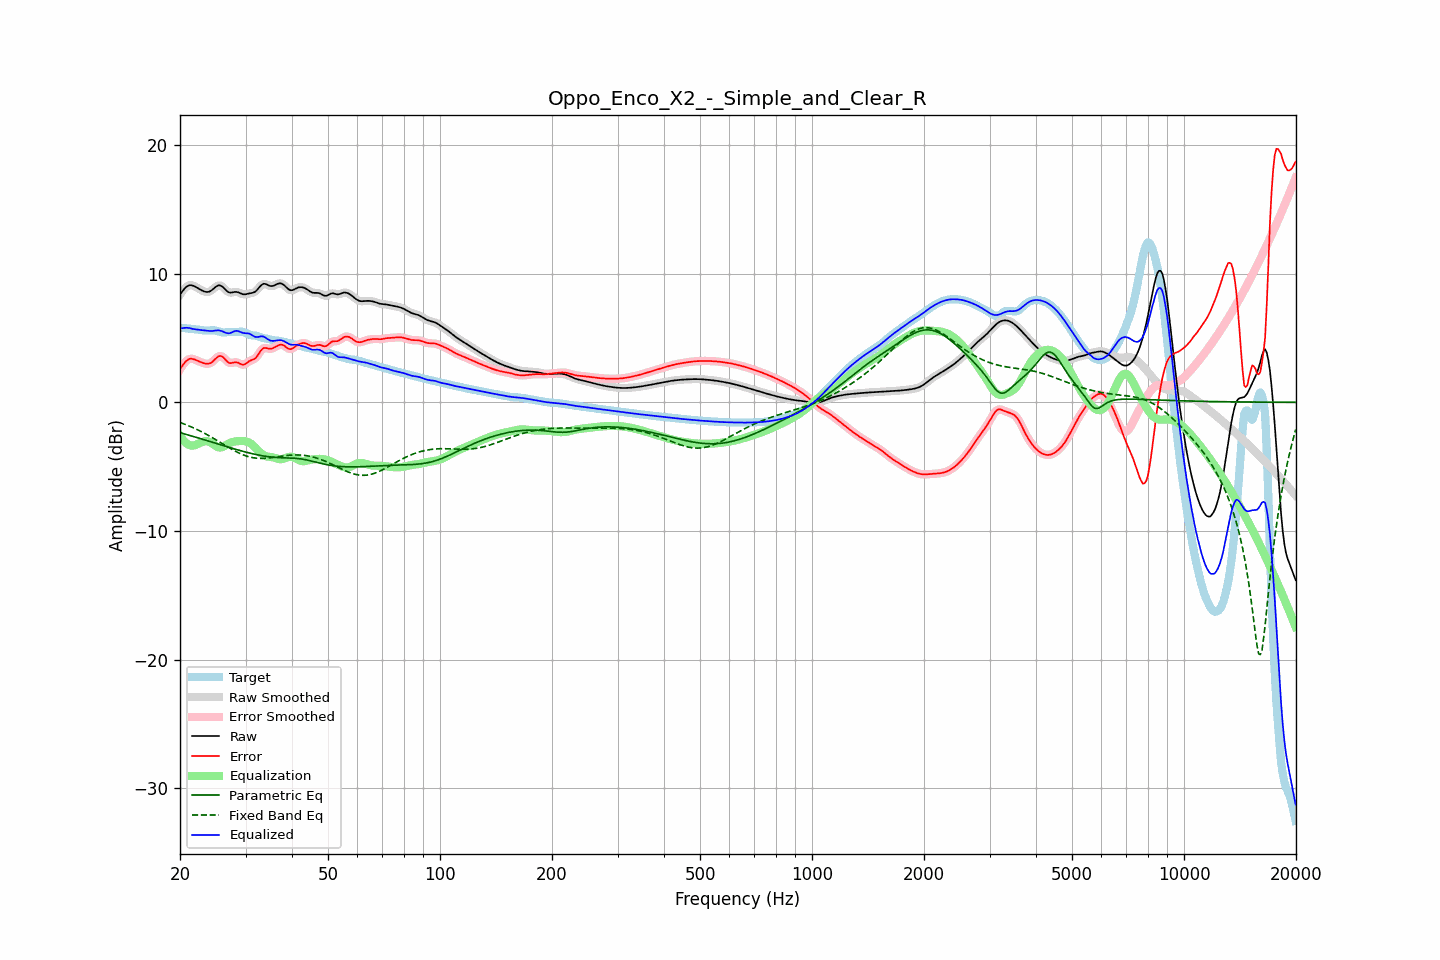 Oppo_Enco_X2_-_Simple_and_Clear_R
Amplitude (dBr)
20
10
0
−10
−20
−30
Target
Raw Smoothed
Error Smoothed
Raw
Error
Equalization
Parametric Eq
Fixed Band Eq
Equalized
20 50 100 200 500 1000 2000 5000 10000 20000
Frequency (Hz)